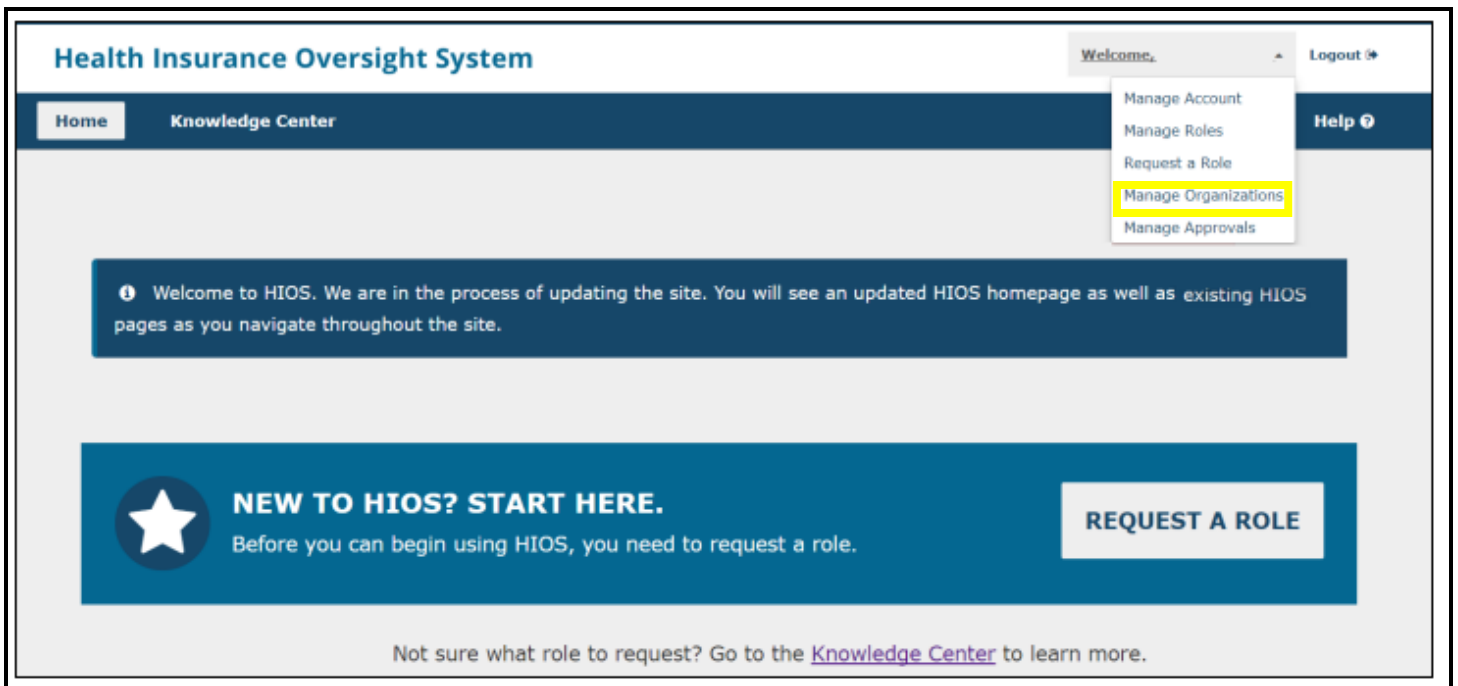 Health Insurance Oversight System
Welcome,
Logout
Home
Knowledge Center
Help
Manage Account
Manage Roles
Request a Role
Manage Organizations
Manage Approvals
Welcome to HIOS. We are in the process of updating the site. You will see an updated HIOS homepage as well as existing HIOS
pages as you navigate throughout the site.
NEW TO HIOS? START HERE.
Before you can begin using HIOS, you need to request a role.
REQUEST A ROLE
Not sure what role to request? Go to the Knowledge Center to learn more.